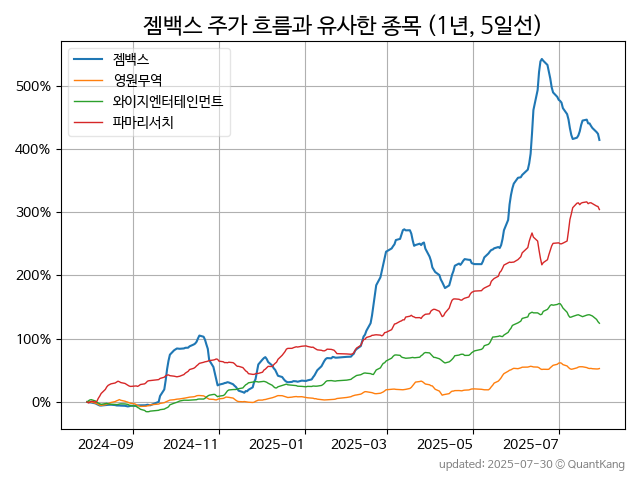 젬백스 주가 흐름과 유사한 종목 (1년, 5일선)
젬백스
영원무역
와이지엔터테인먼트
파마리서치
500%
400%
300%
200%
100%
0%
2024-09 2024-11 2025-01 2025-03 2025-05 2025-07
updated: 2025-07-30 © QuantKang